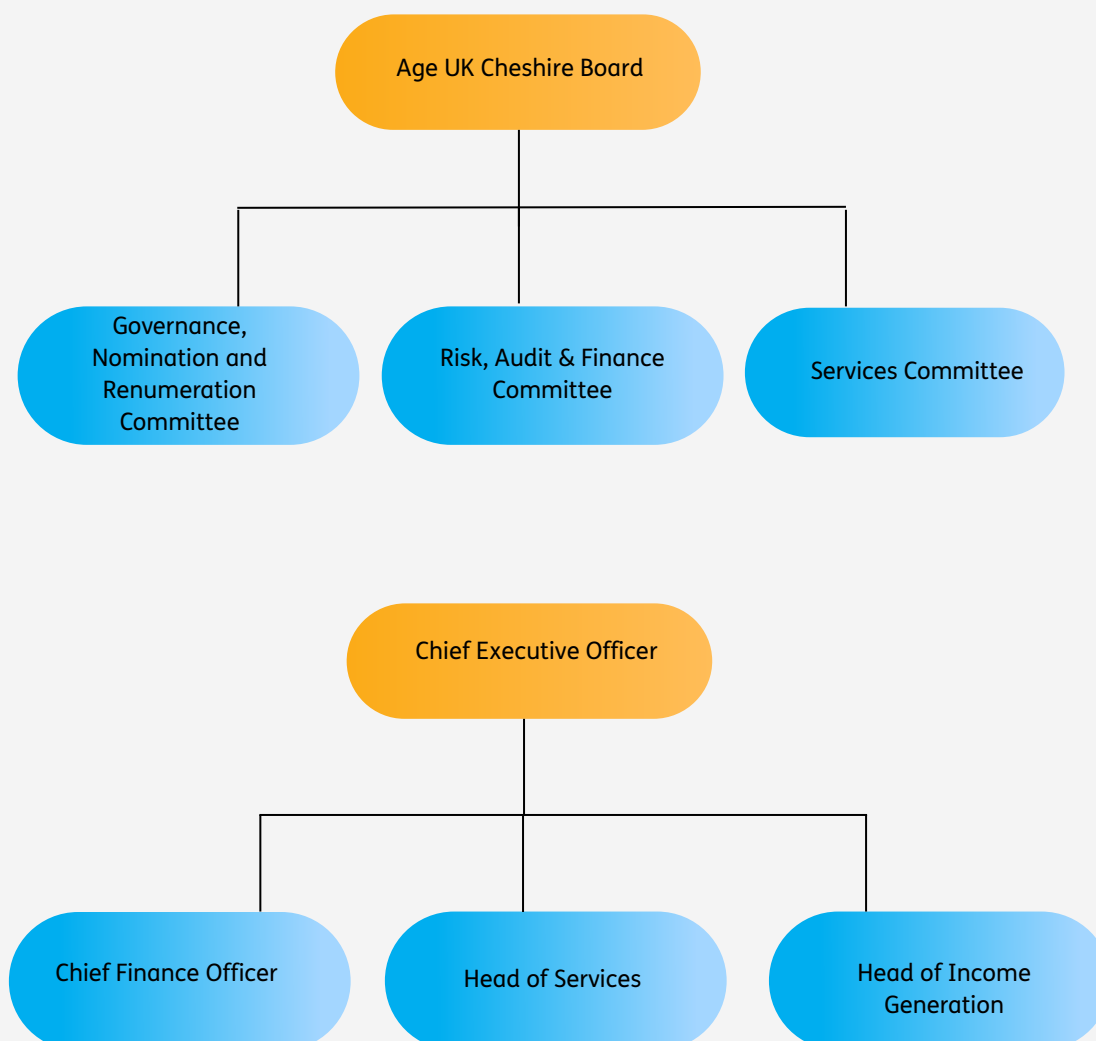 Age UK Cheshire Board
Governance,
Nomination and
Renumeration
Committee
Risk, Audit & Finance
Committee
Services Committee
Chief Executive Officer
Chief Finance Officer
Head of Services
Head of Income
Generation